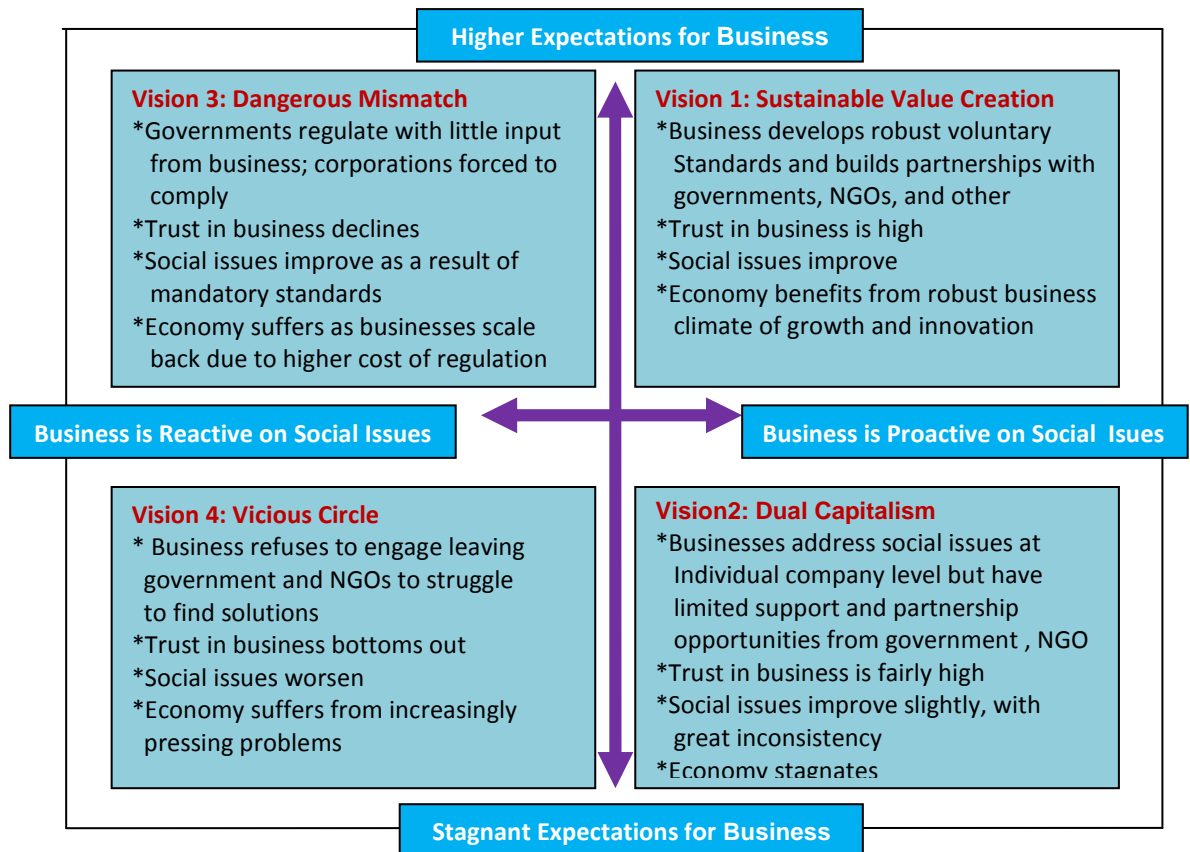 Higher Expectations for Business
Vision 3: Dangerous Mismatch
*Governments regulate with little input
from business; corporations forced to
comply
*Trust in business declines
*Social issues improve as a result of
mandatory standards
*Economy suffers as businesses scale
back due to higher cost of regulation
Vision 1: Sustainable Value Creation
*Business develops robust voluntary
Standards and builds partnerships with
governments, NGOs, and other
*Trust in business is high
*Social issues improve
*Economy benefits from robust business
climate of growth and innovation
Business is Reactive on Social Issues
Business is Proactive on Social  Isues
Vision 4: Vicious Circle
* Business refuses to engage leaving
government and NGOs to struggle
to find solutions
*Trust in business bottoms out
*Social issues worsen
*Economy suffers from increasingly
pressing problems
Vision2: Dual Capitalism
*Businesses address social issues at
Individual company level but have
limited support and partnership
opportunities from government , NGO
*Trust in business is fairly high
*Social issues improve slightly, with
great inconsistency
*Economy stagnates
Stagnant Expectations for Business